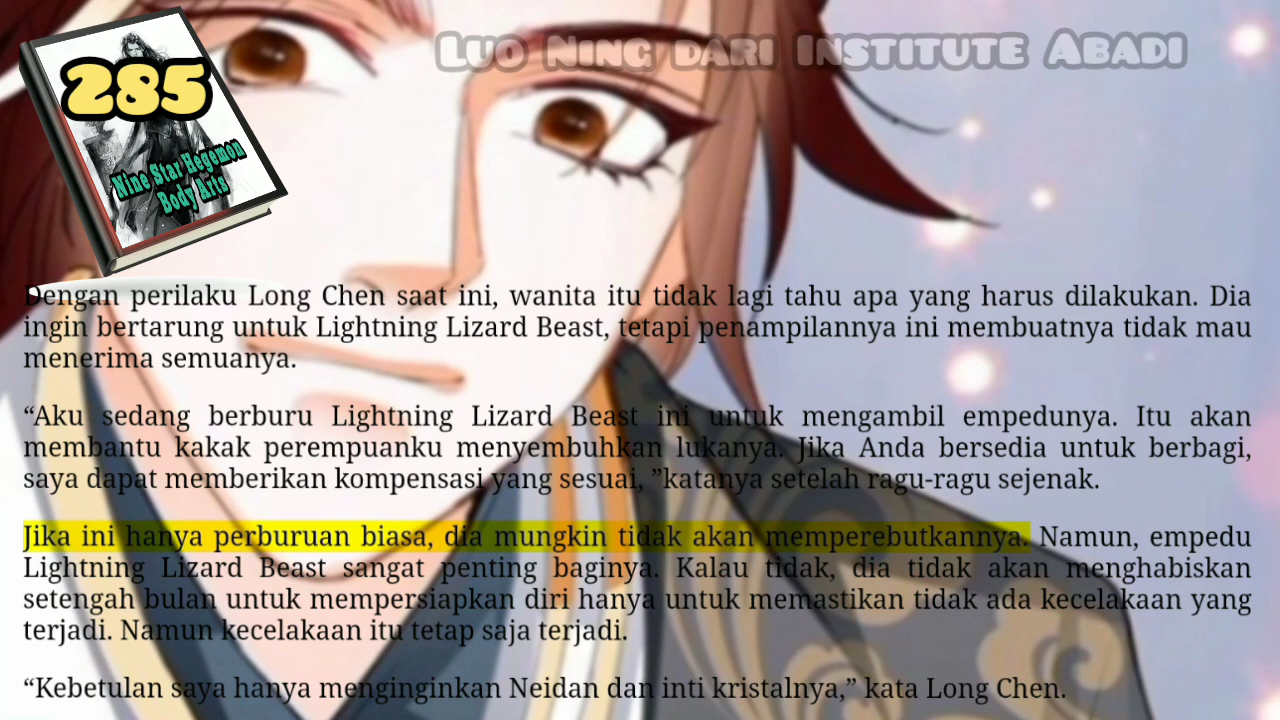 Luo Ning dari Institute Abadi
285
Nine Star Hegemon
Body Arts
Dengan perilaku Long Chen saat ini, wanita itu tidak lagi tahu apa yang harus dilakukan. Dia
ingin bertarung untuk Lightning Lizard Beast, tetapi penampilannya ini membuatnya tidak mau
menerima semuanya.
“Aku sedang berburu Lightning Lizard Beast ini untuk mengambil empedunya. Itu akan
membantu kakak perempuanku menyembuhkan lukanya. Jika Anda bersedia untuk berbagi,
saya dapat memberikan kompensasi yang sesuai, ”katanya setelah ragu-ragu sejenak.
Jika ini hanya perburuan biasa, dia mungkin tidak akan memperebutkannya. Namun, empedu
Lightning Lizard Beast sangat penting baginya. Kalau tidak, dia tidak akan menghabiskan
setengah bulan untuk mempersiapkan diri hanya untuk memastikan tidak ada kecelakaan yang
terjadi. Namun kecelakaan itu tetap saja terjadi.
“Kebetulan saya hanya menginginkan Neidan dan inti kristalnya,” kata Long Chen.